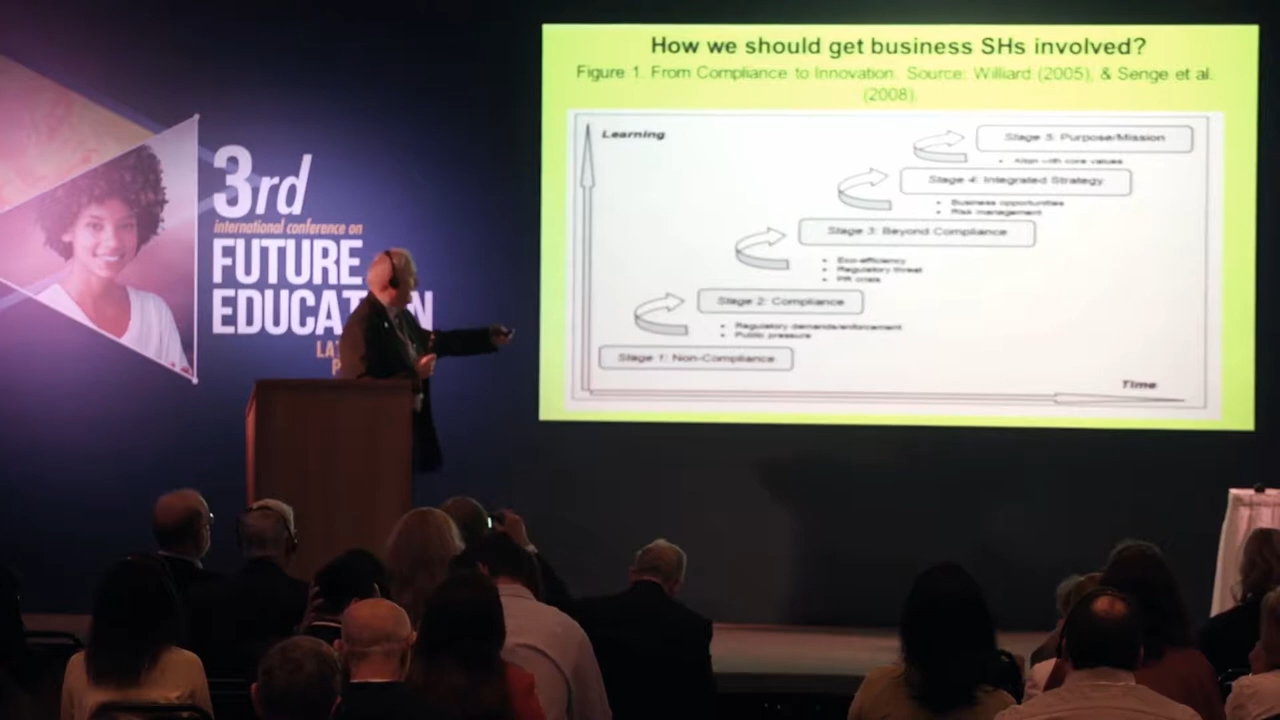 3rd
international conference on
FUTURE
EDUCA N
LA
P
How we should get business SHs involved?
Figure 1. From Compliance to Innovation. Source: Williard (2005), & Senge et al.
(2008).
Learning
Stage 5: Purpose/Mission
• Align with core values
Stage 4: Integrated Strategy
• Business opportunities
• Risk management
Stage 3: Beyond Compliance
• Eco-efficiency
• Regulatory threat
• PR crisis
Stage 2: Compliance
• Regulatory demands/enforcement
• Public pressure
Stage 1: Non-Compliance
Time